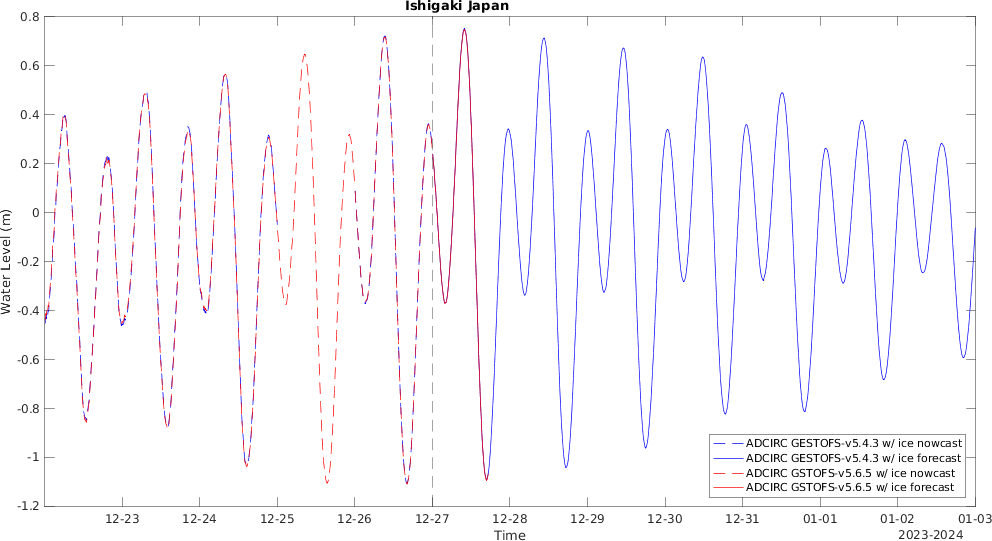 Ishigaki Japan
0.8
0.6
0.4
0.2
0
-0.2
-0.4
-0.6
-0.8
-1
-1.2
Water Level (m)
ADCIRC GESTOFS-v5.4.3 w/ ice nowcast
ADCIRC GESTOFS-v5.4.3 w/ ice forecast
ADCIRC GSTOFS-v5.6.5 w/ ice nowcast
ADCIRC GSTOFS-v5.6.5 w/ ice forecast
12-23 12-24 12-25 12-26 12-27 12-28 12-29 12-30 12-31 01-01 01-02 01-03
Time
2023-2024